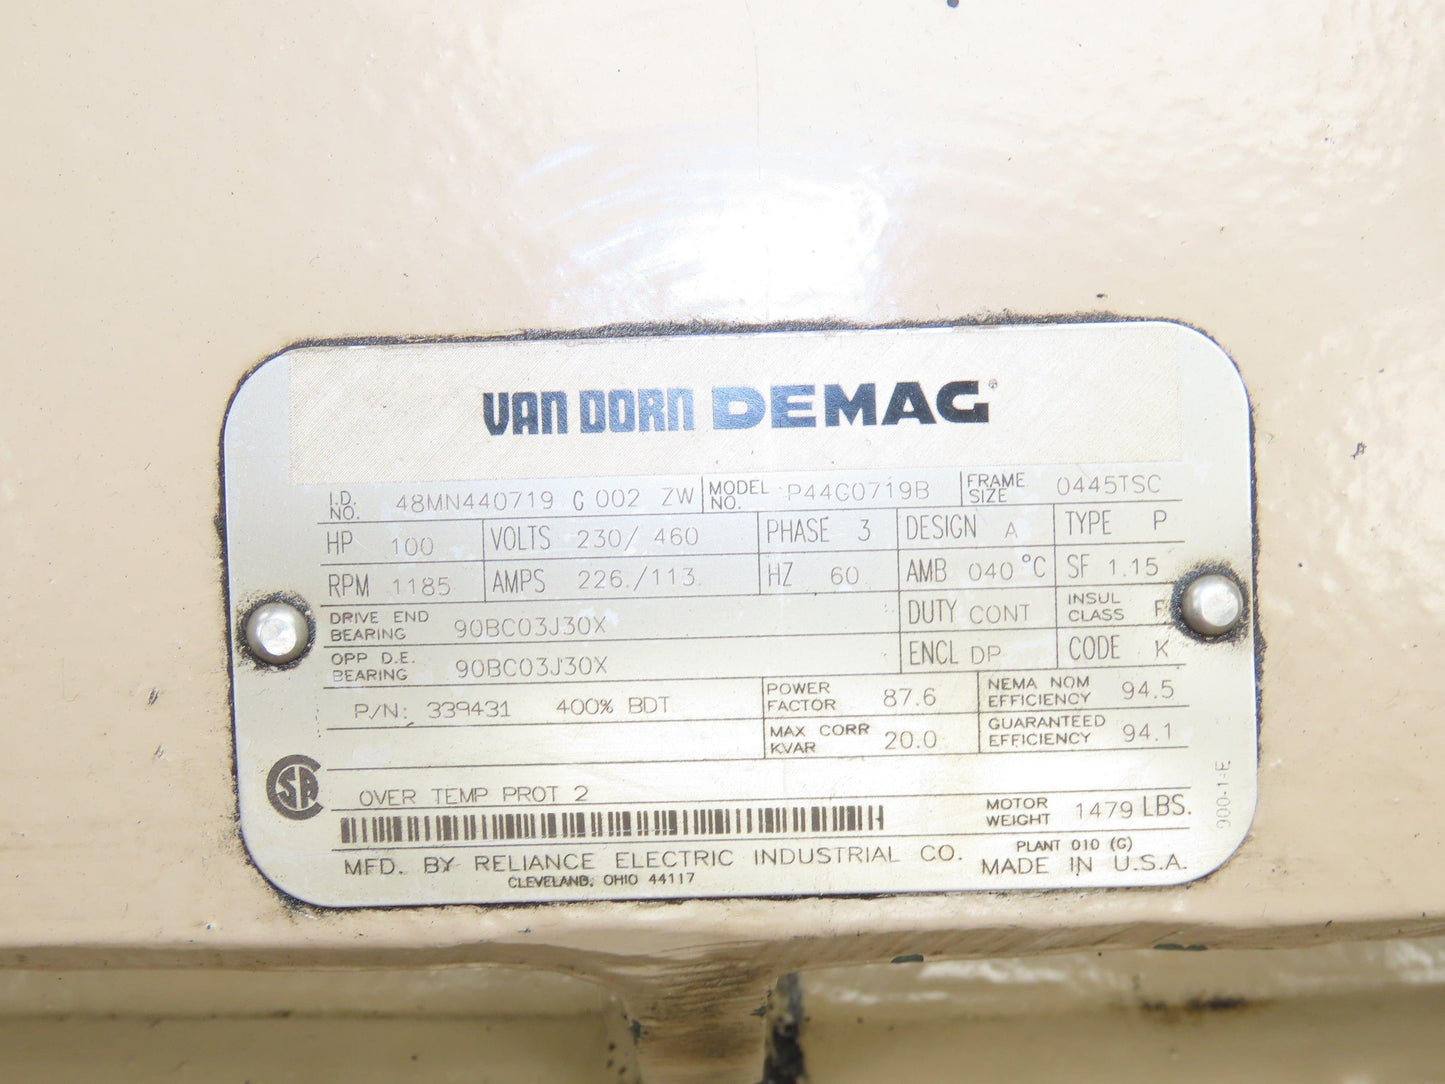 VAN DORN DEMAG®
I.D. NO. 48MN440719 G 002 ZW MODEL NO. P44G0719B FRAME SIZE 0445TSC
HP 100 VOLTS 230/ 460 PHASE 3 DESIGN A TYPE P
RPM 1185 AMPS 226./113. HZ 60 AMB 040 °C SF 1.15
DRIVE END BEARING 90BC03J30X DUTY CONT INSUL CLASS F
OPP D.E. BEARING 90BC03J30X ENCL DP CODE K
P/N: 339431 400% BDT POWER FACTOR 87.6 NEMA NOM EFFICIENCY 94.5
MAX CORR KVAR 20.0 GUARANTEED EFFICIENCY 94.1
SA
OVER TEMP PROT 2
MOTOR WEIGHT 1479 LBS.
900-1-E
MFD. BY RELIANCE ELECTRIC INDUSTRIAL CO.
CLEVELAND, OHIO 44117
PLANT 010 (G)
MADE IN U.S.A.